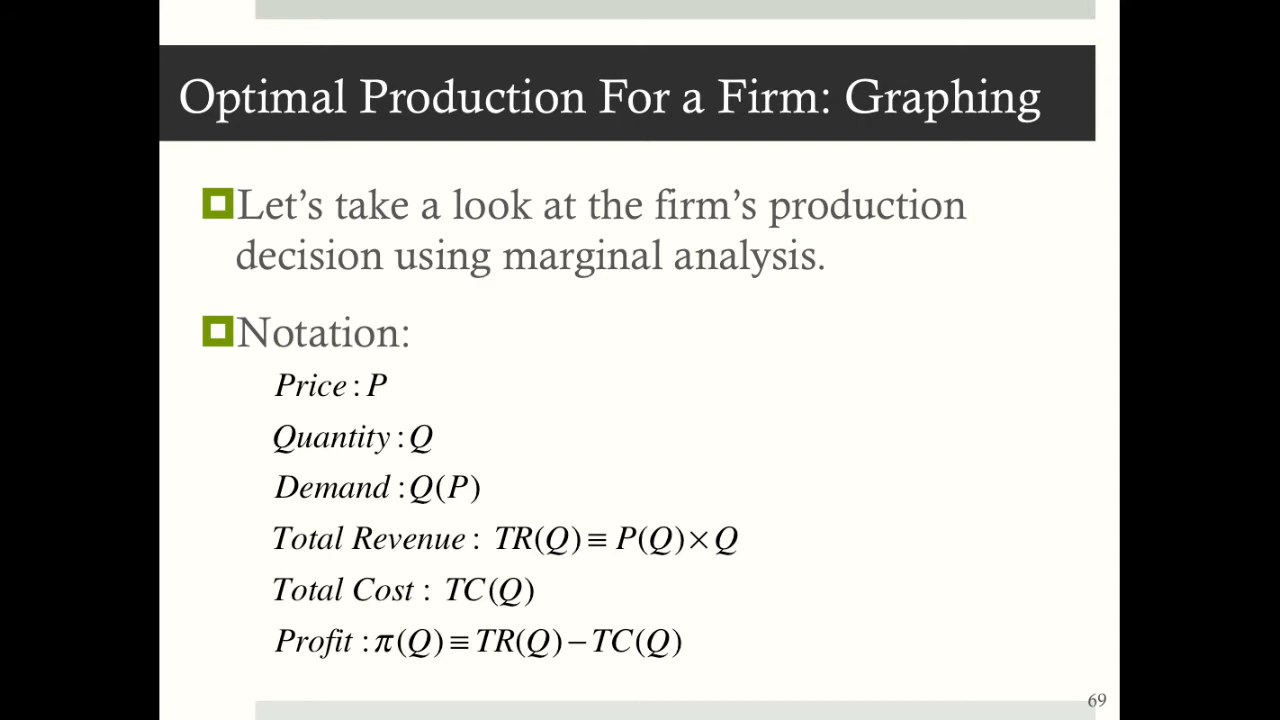 Optimal Production For a Firm: Graphing
Let’s take a look at the firm’s production
decision using marginal analysis.
Notation:
Price : P
Quantity : Q
Demand : Q(P)
Total Revenue : TR(Q) ≡ P(Q) × Q
Total Cost : TC(Q)
Profit : π(Q) ≡ TR(Q) − TC(Q)
69